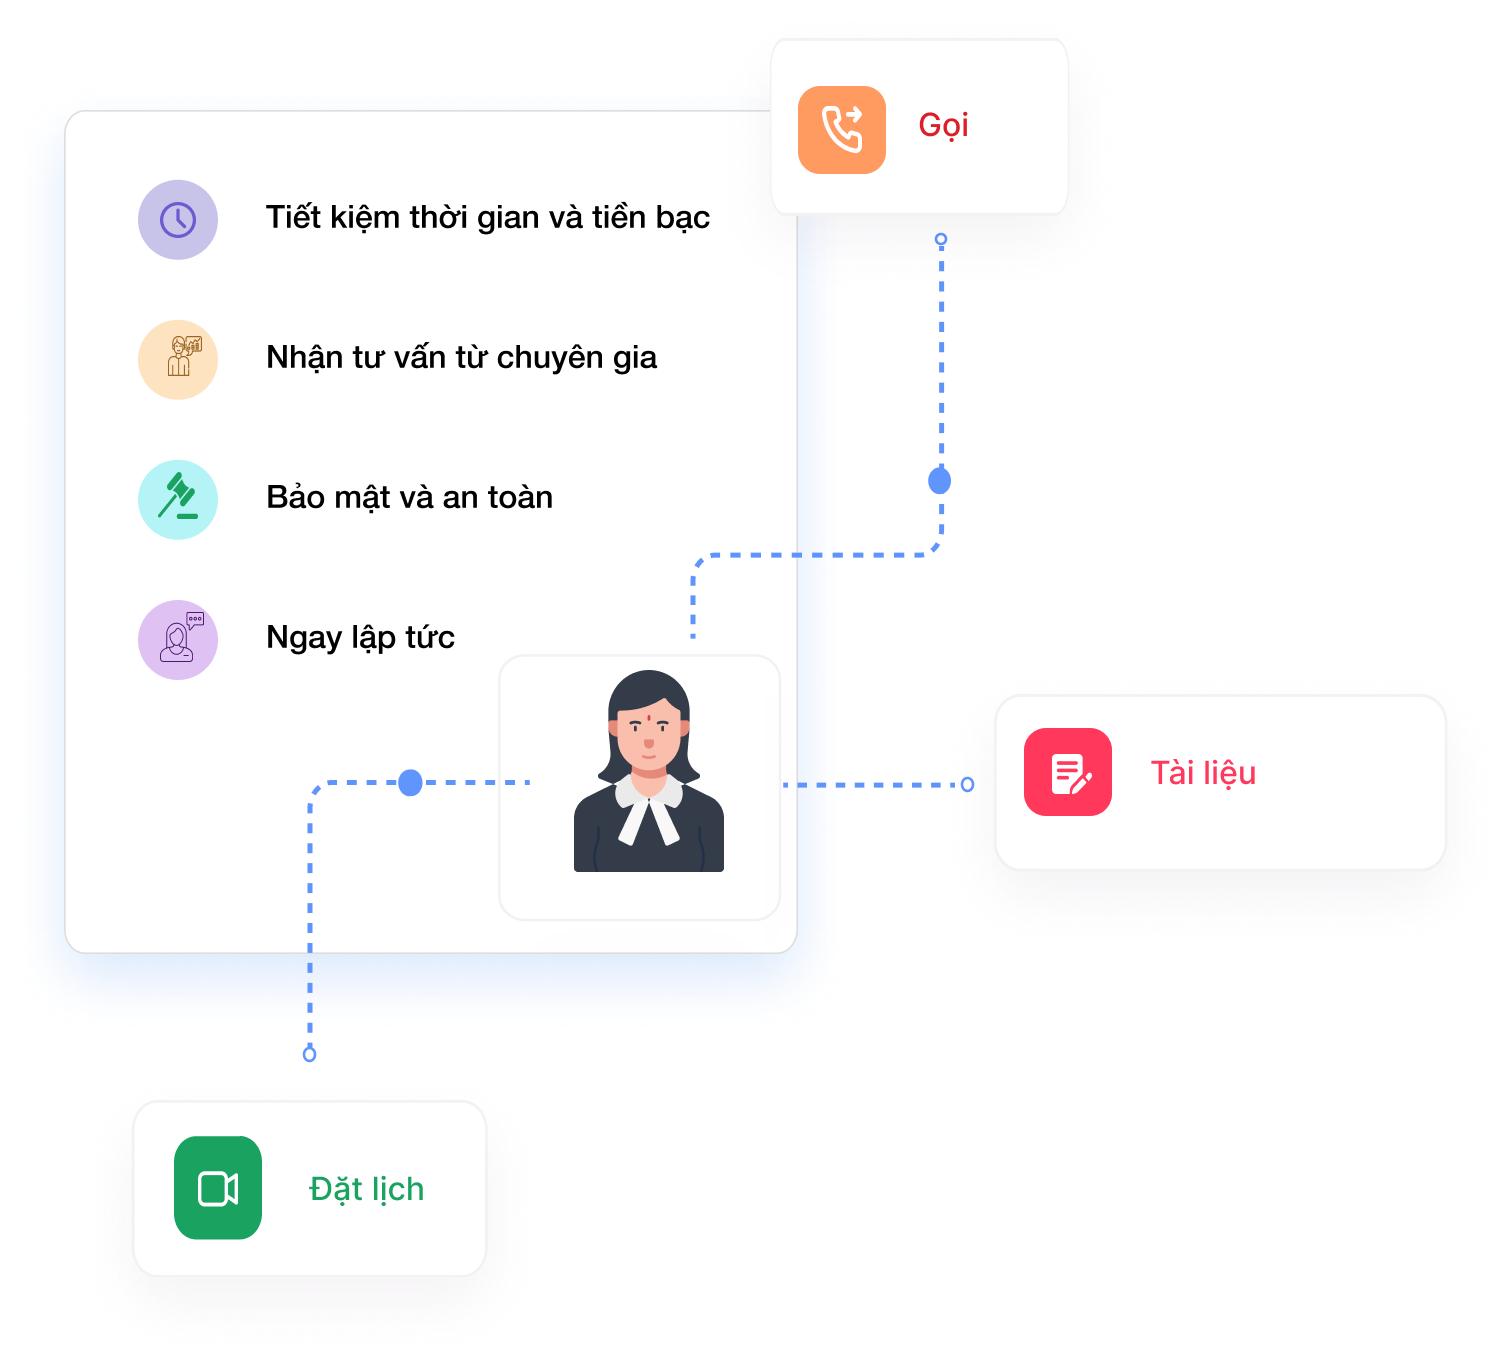 Gọi
Tiết kiệm thời gian và tiền bạc
Nhận tư vấn từ chuyên gia
Bảo mật và an toàn
Ngay lập tức
Tài liệu
Đặt lịch